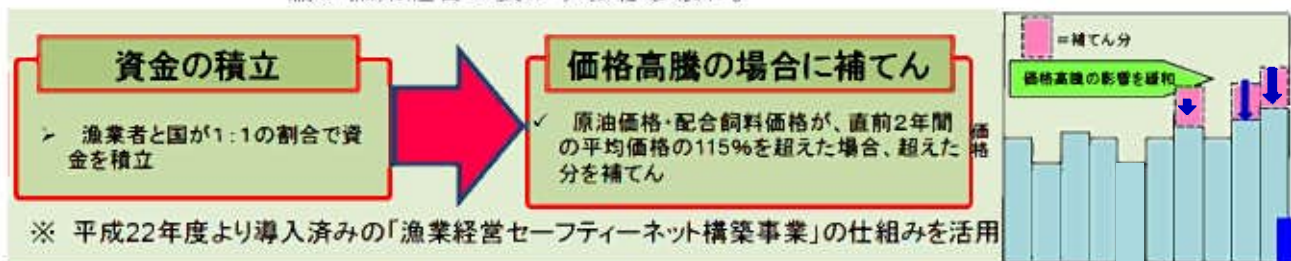 資金の積立
➢ 漁業者と国が1:1の割合で資
金を積立
価格高騰の場合に補てん
✓ 原油価格・配合飼料価格が、直前2年間
の平均価格の115%を超えた場合、超えた
分を補てん
※ 平成22年度より導入済みの「漁業経営セーフティーネット構築事業」の仕組みを活用
=補てん分
価格高騰の影響を緩和
価格